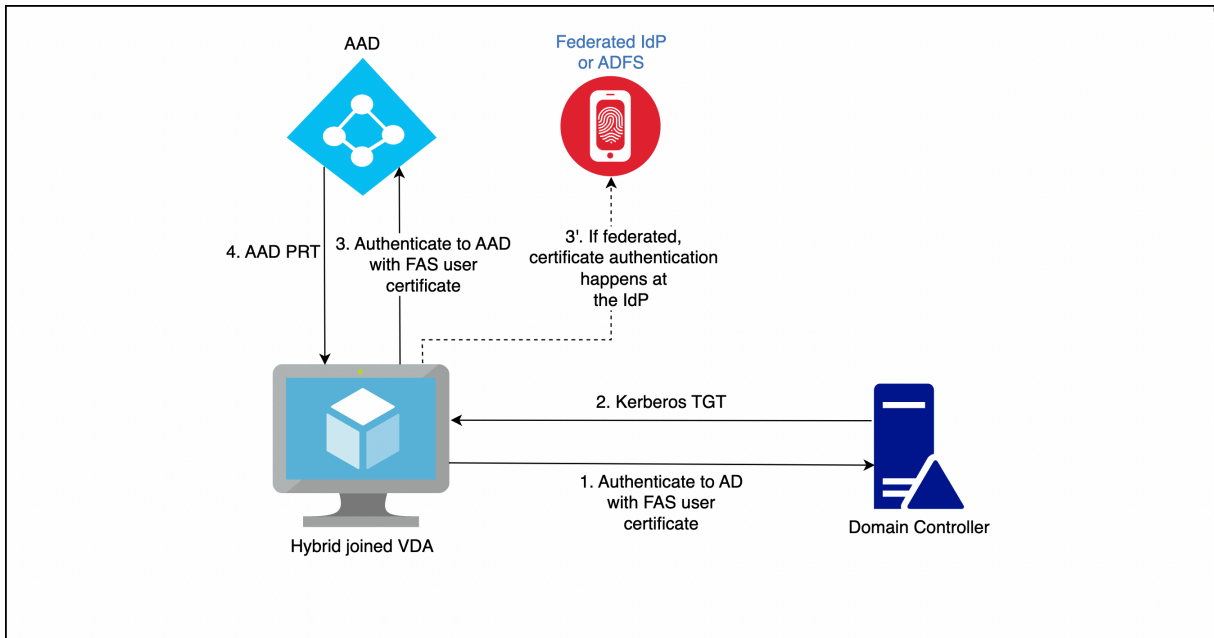 AAD
Federated IdP
or ADFS
4. AAD PRT
3. Authenticate to AAD
with FAS user
certificate
3'. If federated,
certificate authentication
happens at
the IdP
2. Kerberos TGT
1. Authenticate to AD
with FAS user
certificate
Hybrid joined VDA
Domain Controller